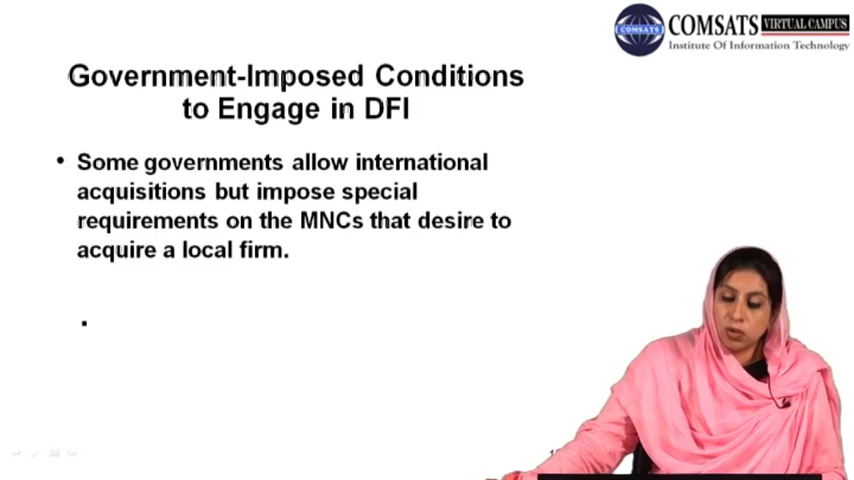 COMSATS VIRTUAL CAMPUS
COMSATS
Institute Of Information Technology
Government-Imposed Conditions
to Engage in DFI
• Some governments allow international
acquisitions but impose special
requirements on the MNCs that desire to
acquire a local firm.
.